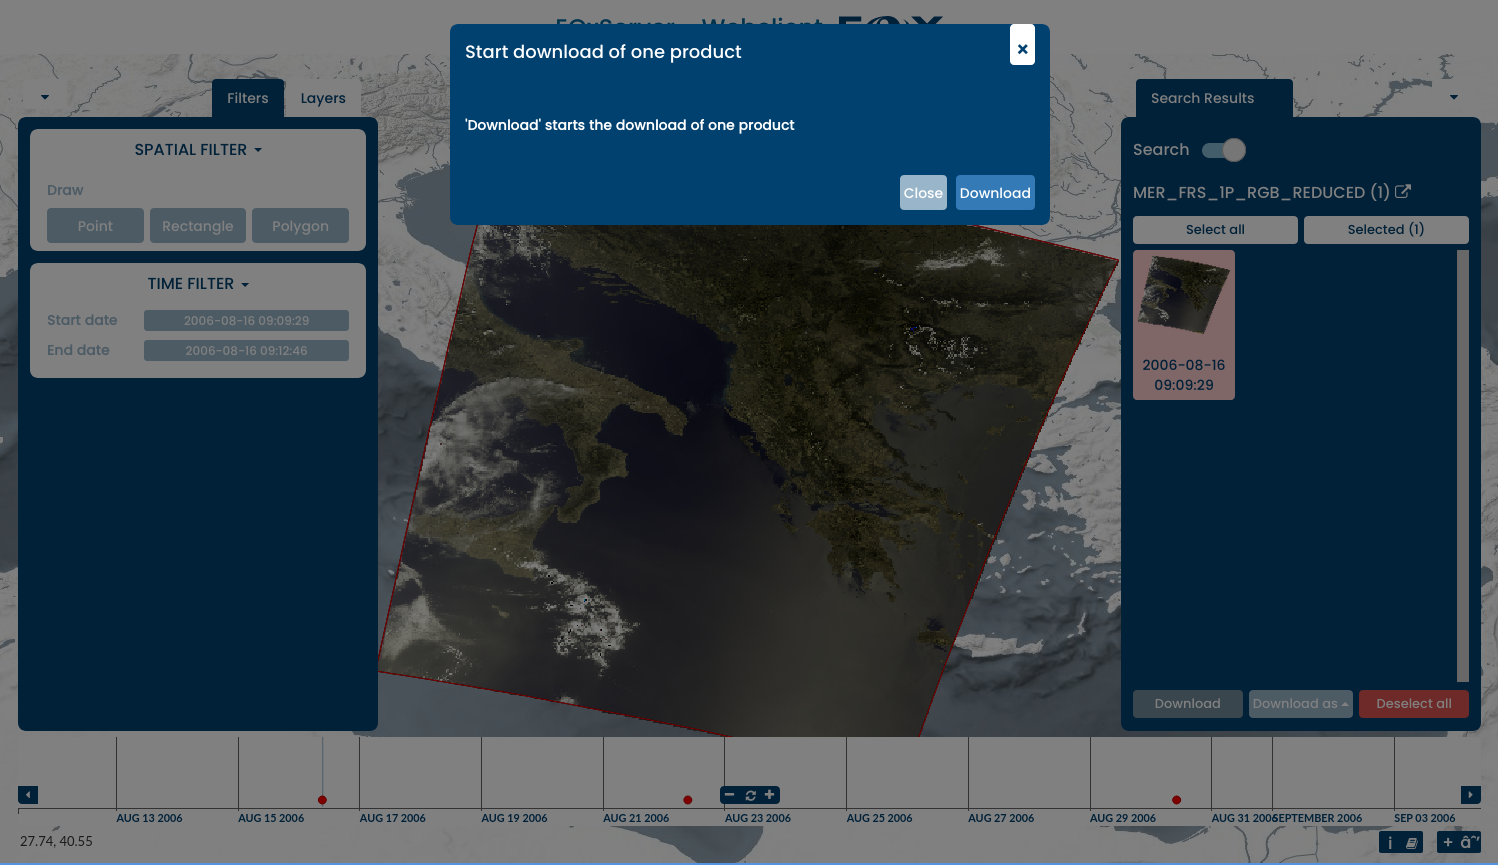 EOxServer - Webclient EOX
Start download of one product
×
'Download' starts the download of one product
Close
Download
Filters
Layers
SPATIAL FILTER
Draw
Point
Rectangle
Polygon
TIME FILTER
Start date
2006-08-16 09:09:29
End date
2006-08-16 09:12:46
Search Results
Search
MER_FRS_1P_RGB_REDUCED (1)
Select all
Selected (1)
2006-08-16
09:09:29
Download
Download as
Deselect all
AUG 13 2006
AUG 15 2006
AUG 17 2006
AUG 19 2006
AUG 21 2006
AUG 23 2006
AUG 25 2006
AUG 27 2006
AUG 29 2006
AUG 31 2006
SEPTEMBER 2006
SEP 03 2006
27.74, 40.55